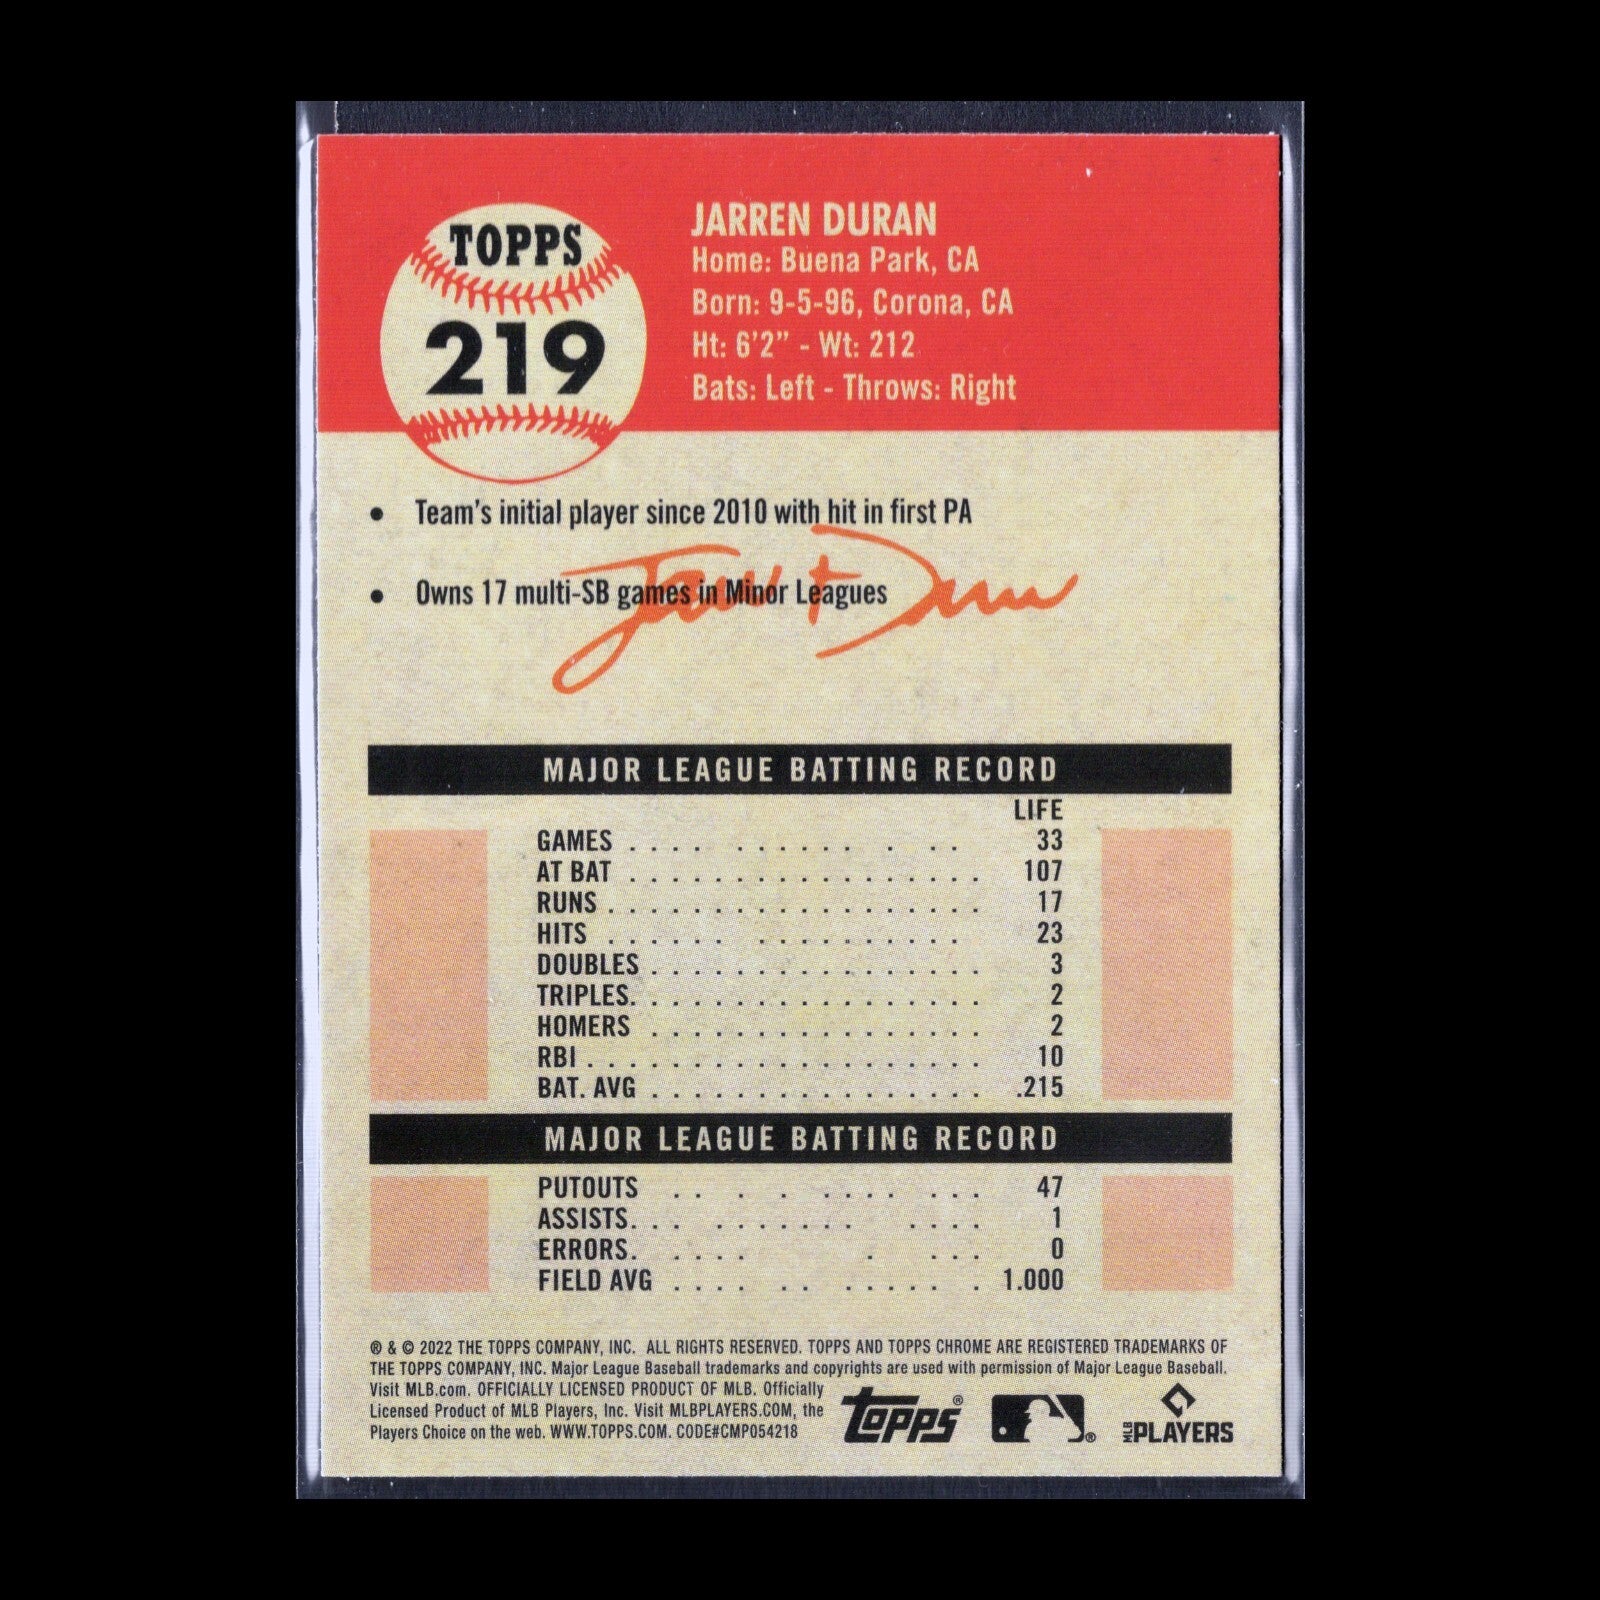 TOPPS
219
JARREN DURAN
Home: Buena Park, CA
Born: 9-5-96, Corona, CA
Ht: 6'2" - Wt: 212
Bats: Left - Throws: Right
• Team's initial player since 2010 with hit in first PA
• Owns 17 multi-SB games in Minor Leagues
Jarren Duran
MAJOR LEAGUE BATTING RECORD
LIFE
GAMES . . . . . . . . . . . 33
AT BAT . . . . . . . . . . . . . . . . . 107
RUNS . . . . . . . . . . . . . . . . . 17
HITS . . . . . . . . . . . . . . . . 23
DOUBLES . . . . . . . . . . . . . . . . 3
TRIPLES. . . . . . . . . . . . . . . . . 2
HOMERS . . . . . . . . . . . . . . . . 2
RBI . . . . . . . . . . . . . . . . . . . 10
BAT. AVG . . . . . . . . . . . . . . . . .215
MAJOR LEAGUE BATTING RECORD
PUTOUTS . . . . . . . . . . 47
ASSISTS. . . . . . . . . . . . . . 1
ERRORS. . . . . . . . . 0
FIELD AVG . . . . . . . . . . . . 1.000
® & © 2022 THE TOPPS COMPANY, INC. ALL RIGHTS RESERVED. TOPPS AND TOPPS CHROME ARE REGISTERED TRADEMARKS OF
THE TOPPS COMPANY, INC. Major League Baseball trademarks and copyrights are used with permission of Major League Baseball.
Visit MLB.com. OFFICIALLY LICENSED PRODUCT OF MLB. Officially
Licensed Product of MLB Players, Inc. Visit MLBPLAYERS.COM, the
Players Choice on the web. WWW.TOPPS.COM. CODE#CMP054218
Topps®
®
MLB PLAYERS